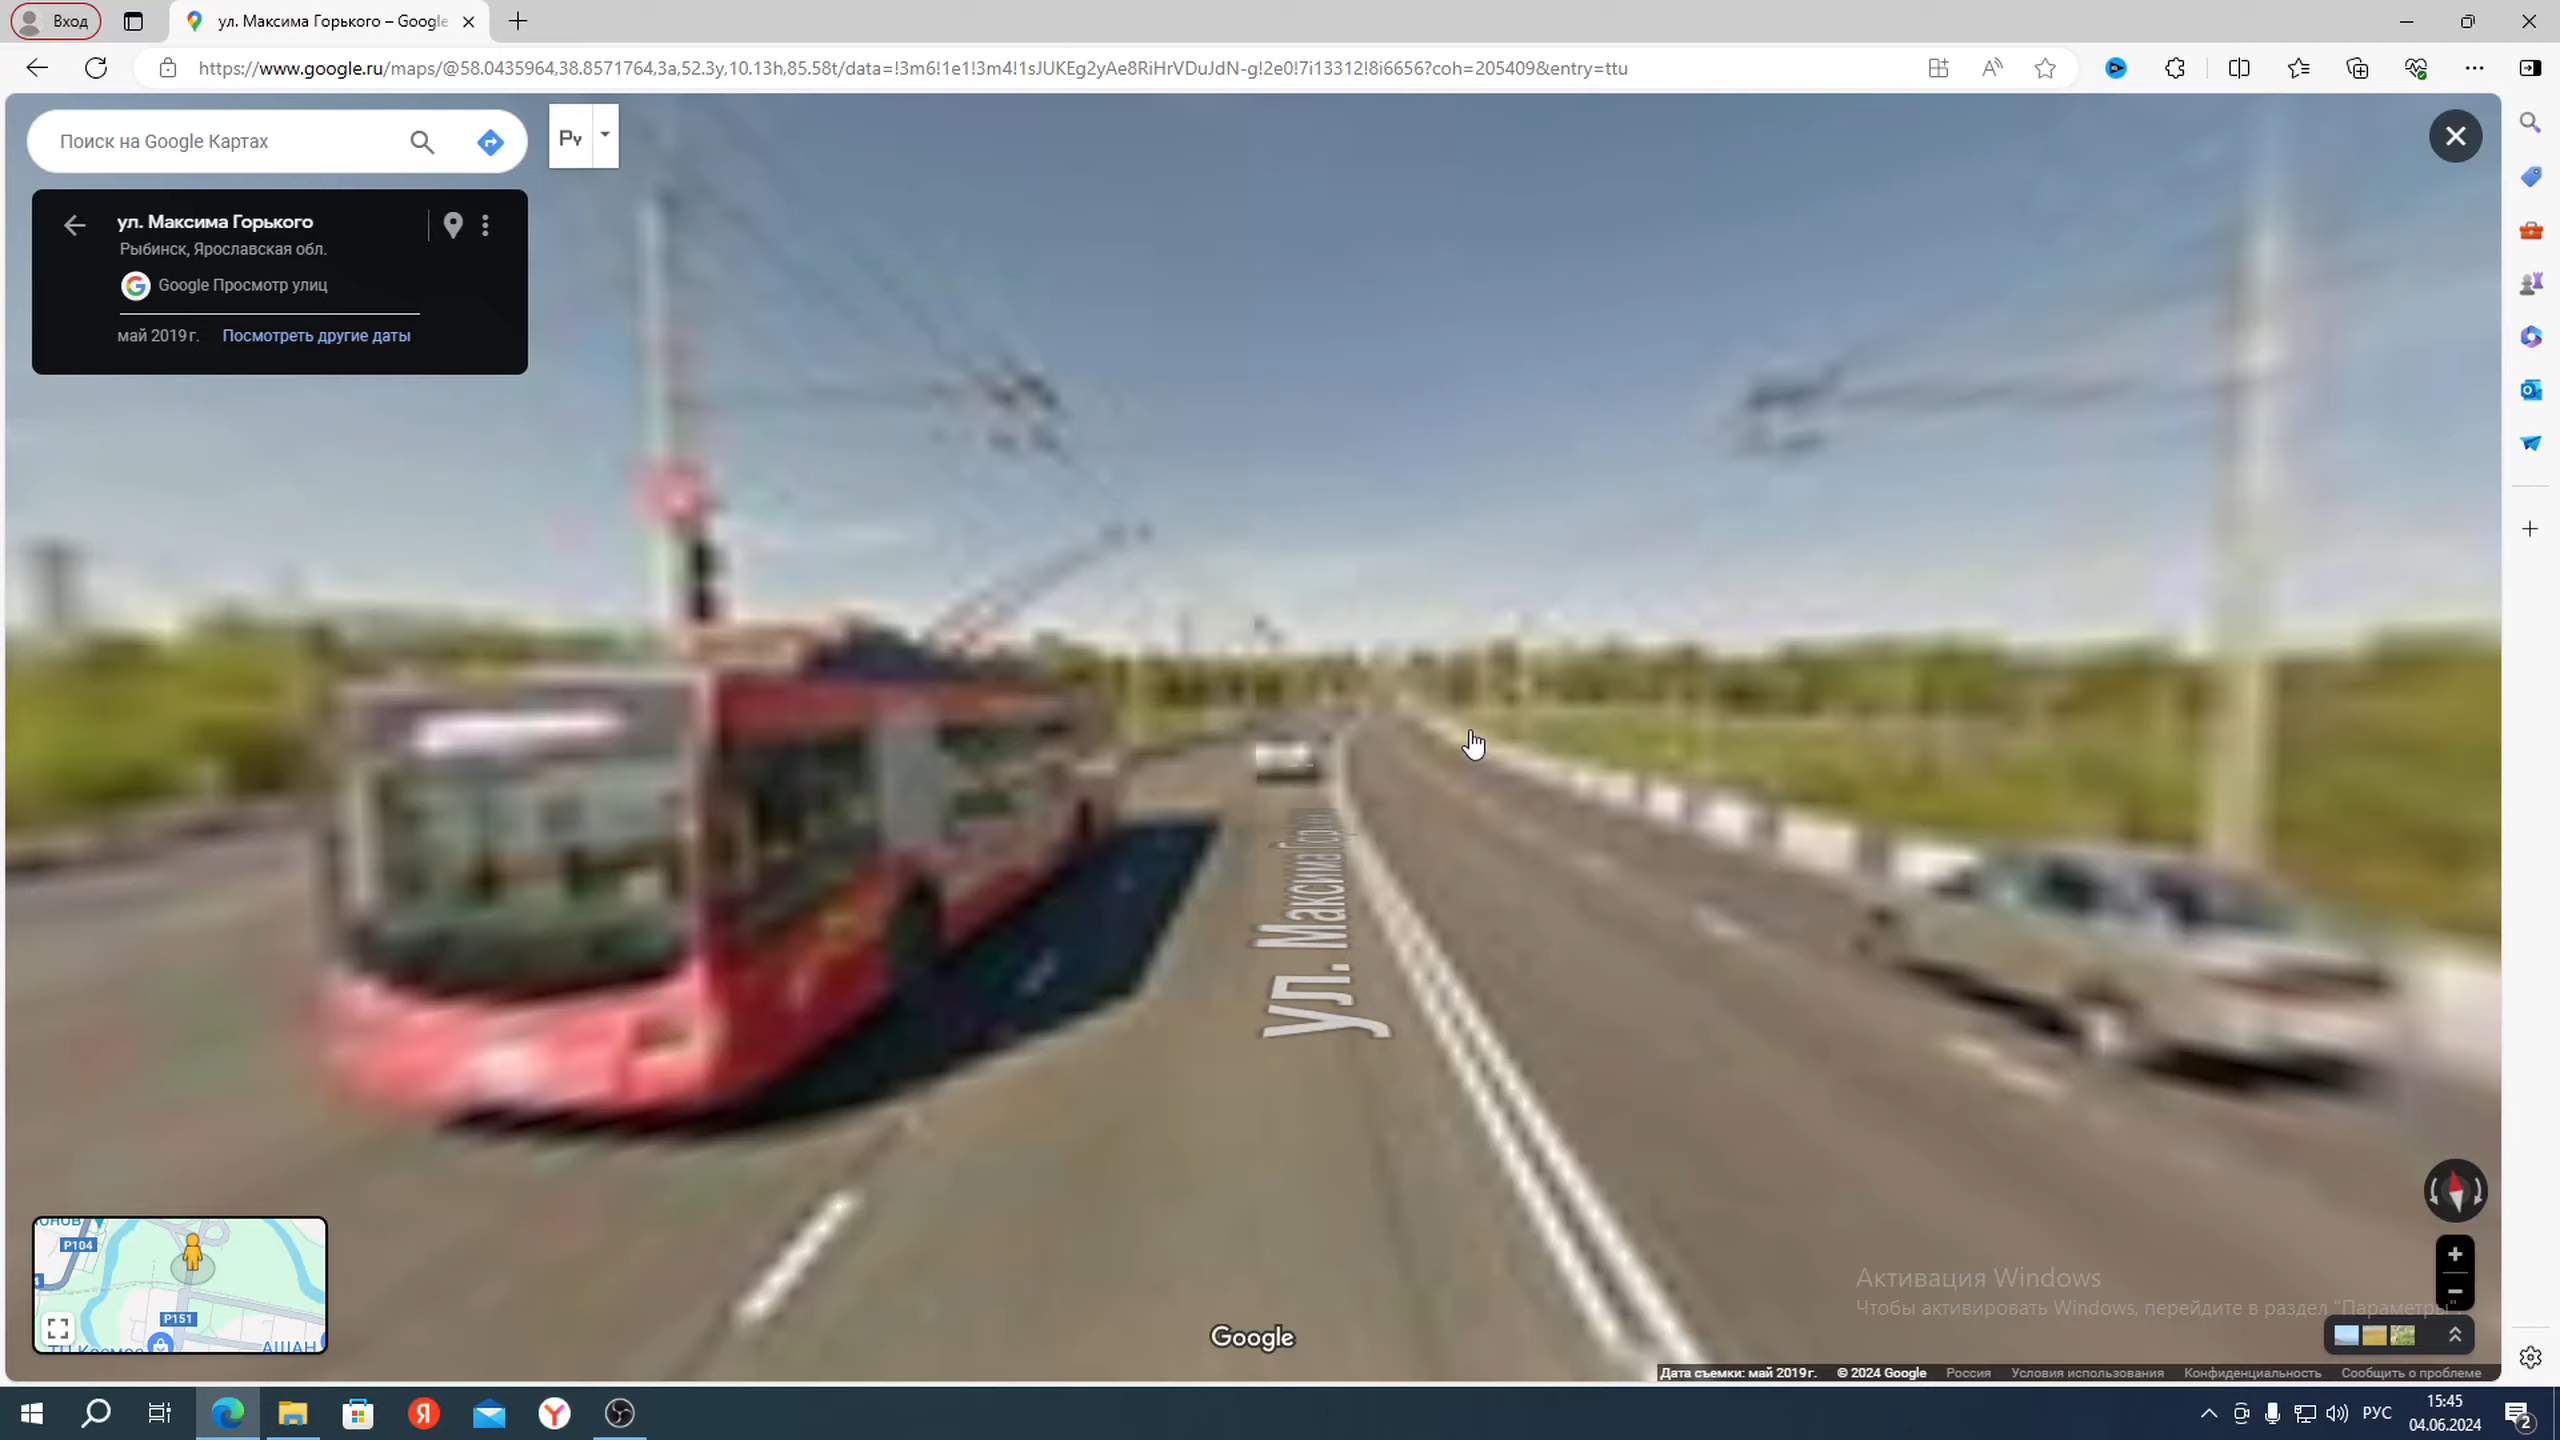 Вход
ул. Максима Горького – Google
https://www.google.ru/maps/@58.0435964,38.8571764,3a,52.3y,10.13h,85.58t/data=!3m6!1e1!3m4!1sJUKEg2yAe8RiHrVDuJdN-g!2e0!7i13312!8i6656?coh=205409&entry=ttu
Поиск на Google Картах
ул. Максима Горького
Рыбинск, Ярославская обл.
Google Просмотр улиц
май 2019 г.
Посмотреть другие даты
ул. Максима
P104
P151
АШАН
ТЦ Космос
Google
Активация Windows
Чтобы активировать Windows, перейдите в раздел "Параметры".
Дата съемки: май 2019 г.
© 2024 Google
Россия
Условия использования
Конфиденциальность
Сообщить о проблеме
РУС
15:45
04.06.2024
2